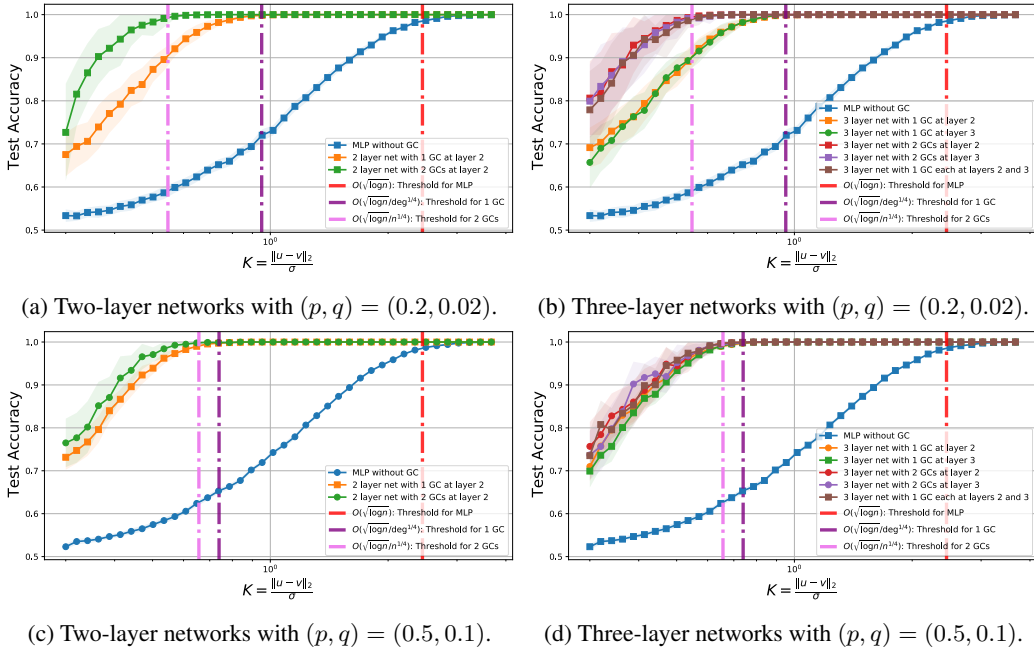 1.0
0.9
0.8
0.7
0.6
0.5
Test Accuracy
MLP without GC
2 layer net with 1 GC at layer 2
2 layer net with 2 GCs at layer 2
O(√logn): Threshold for MLP
O(√logn/deg^1/4): Threshold for 1 GC
O(√logn/n^1/4): Threshold for 2 GCs
10^0
K = ‖u − v‖₂/σ
(a) Two-layer networks with (p, q) = (0.2, 0.02).
1.0
0.9
0.8
0.7
0.6
0.5
Test Accuracy
MLP without GC
3 layer net with 1 GC at layer 2
3 layer net with 1 GC at layer 3
3 layer net with 2 GCs at layer 2
3 layer net with 2 GCs at layer 3
3 layer net with 1 GC each at layers 2 and 3
O(√logn): Threshold for MLP
O(√logn/deg^1/4): Threshold for 1 GC
O(√logn/n^1/4): Threshold for 2 GCs
10^0
K = ‖u − v‖₂/σ
(b) Three-layer networks with (p, q) = (0.2, 0.02).
1.0
0.9
0.8
0.7
0.6
0.5
Test Accuracy
MLP without GC
2 layer net with 1 GC at layer 2
2 layer net with 2 GCs at layer 2
O(√logn): Threshold for MLP
O(√logn/deg^1/4): Threshold for 1 GC
O(√logn/n^1/4): Threshold for 2 GCs
10^0
K = ‖u − v‖₂/σ
(c) Two-layer networks with (p, q) = (0.5, 0.1).
1.0
0.9
0.8
0.7
0.6
0.5
Test Accuracy
MLP without GC
3 layer net with 1 GC at layer 2
3 layer net with 1 GC at layer 3
3 layer net with 2 GCs at layer 2
3 layer net with 2 GCs at layer 3
3 layer net with 1 GC each at layers 2 and 3
O(√logn): Threshold for MLP
O(√logn/deg^1/4): Threshold for 1 GC
O(√logn/n^1/4): Threshold for 2 GCs
10^0
K = ‖u − v‖₂/σ
(d) Three-layer networks with (p, q) = (0.5, 0.1).